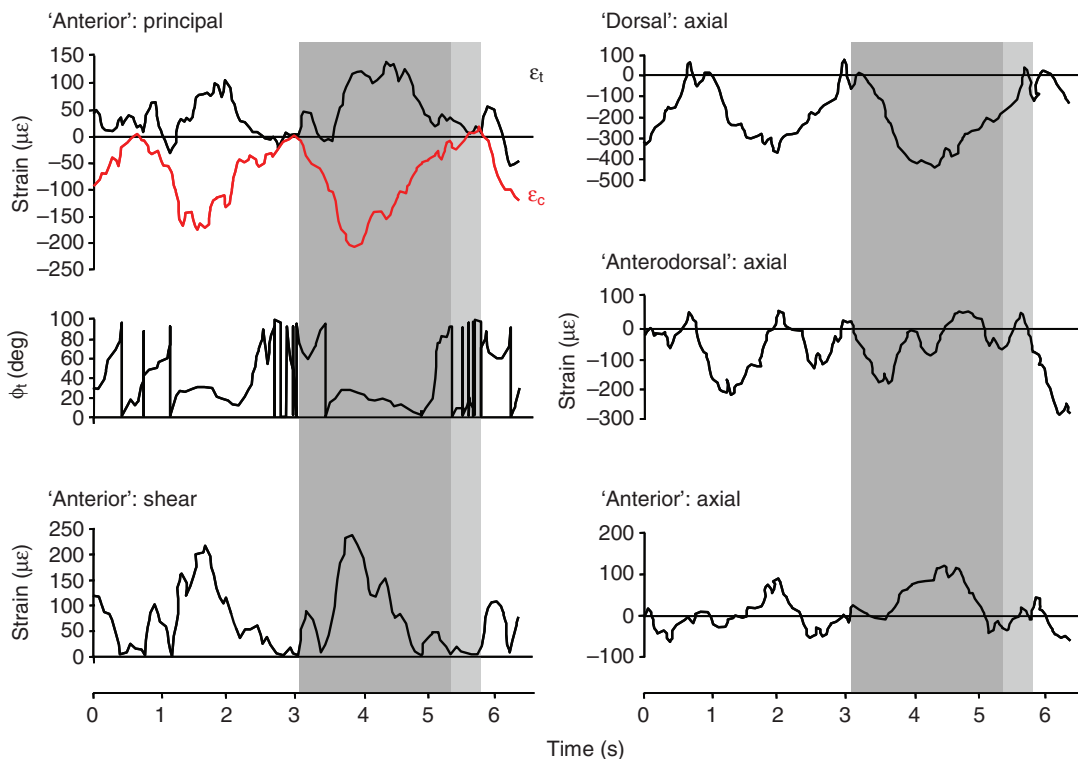 'Anterior': principal
150
100
50
0
–50
–100
–150
–200
–250
Strain (με)
εt
εc
100
80
60
40
20
0
ϕt (deg)
'Anterior': shear
250
200
150
100
50
0
Strain (με)
0 1 2 3 4 5 6
'Dorsal': axial
100
0
–100
–200
–300
–400
–500
'Anterodorsal': axial
100
0
–100
–200
–300
Strain (με)
'Anterior': axial
200
100
0
–100
0 1 2 3 4 5 6
Time (s)